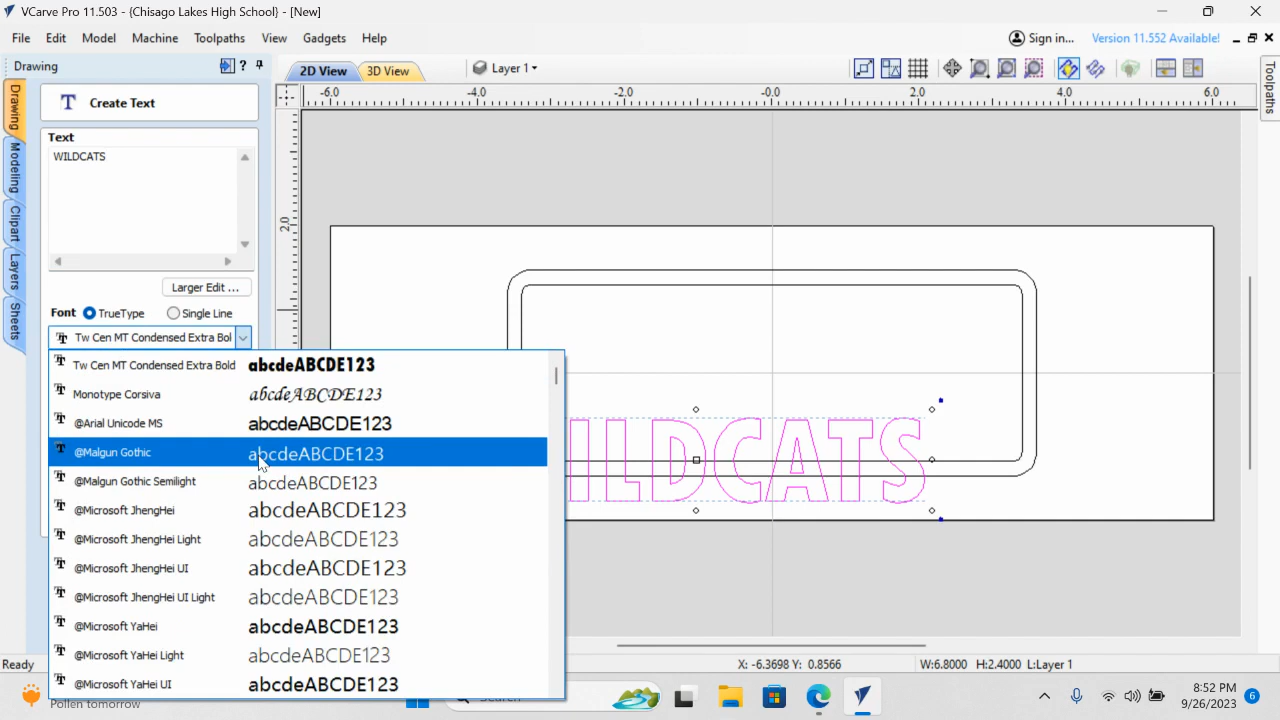 VCarve Pro 11.503 - {Chisago Lakes High School} - [New]
File Edit Model Machine Toolpaths View Gadgets Help
Sign in... Version 11.552 Available!
Drawing
2D View 3D View Layer 1
Create Text
-6.0 -4.0 -2.0 -0.0 2.0 4.0 6.0
Toolpaths
Drawing
Modeling
Clipart
Layers
Sheets
Text
WILDCATS
2.0
Larger Edit ...
Font TrueType Single Line
Tw Cen MT Condensed Extra Bol
Tw Cen MT Condensed Extra Bold abcdeABCDE123
Monotype Corsiva abcdeABCDE123
@Arial Unicode MS abcdeABCDE123
@Malgun Gothic abcdeABCDE123
@Malgun Gothic Semilight abcdeABCDE123
@Microsoft JhengHei abcdeABCDE123
@Microsoft JhengHei Light abcdeABCDE123
@Microsoft JhengHei UI abcdeABCDE123
@Microsoft JhengHei UI Light abcdeABCDE123
@Microsoft YaHei abcdeABCDE123
@Microsoft YaHei Light abcdeABCDE123
@Microsoft YaHei UI abcdeABCDE123
ILDCATS
Ready X: -6.3698 Y: 0.8566 W:6.8000 H:2.4000 L:Layer 1
Pollen tomorrow
Search
8:52 PM
9/26/2023
6